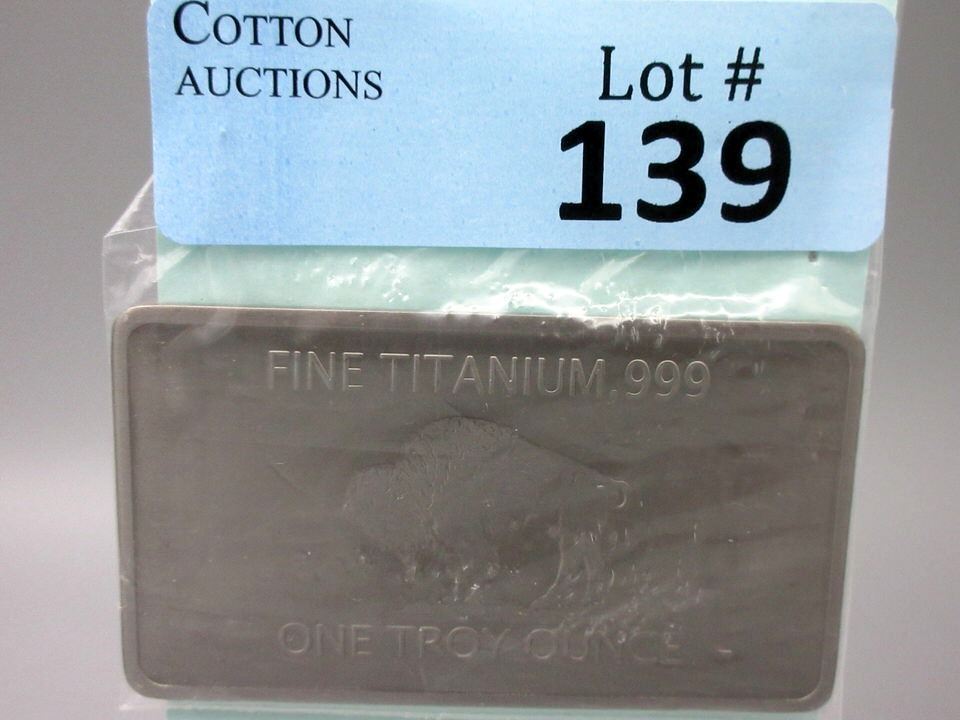 COTTON
AUCTIONS
Lot #
139
FINE TITANIUM .999
ONE TROY OUNCE